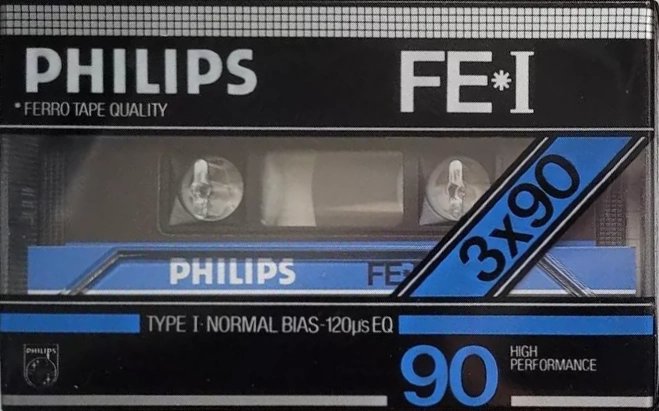 PHILIPS
FE*I
*FERRO TAPE QUALITY
3x90
PHILIPS FE
TYPE I·NORMAL BIAS-120µs EQ
PHILIPS
90 HIGH
PERFORMANCE